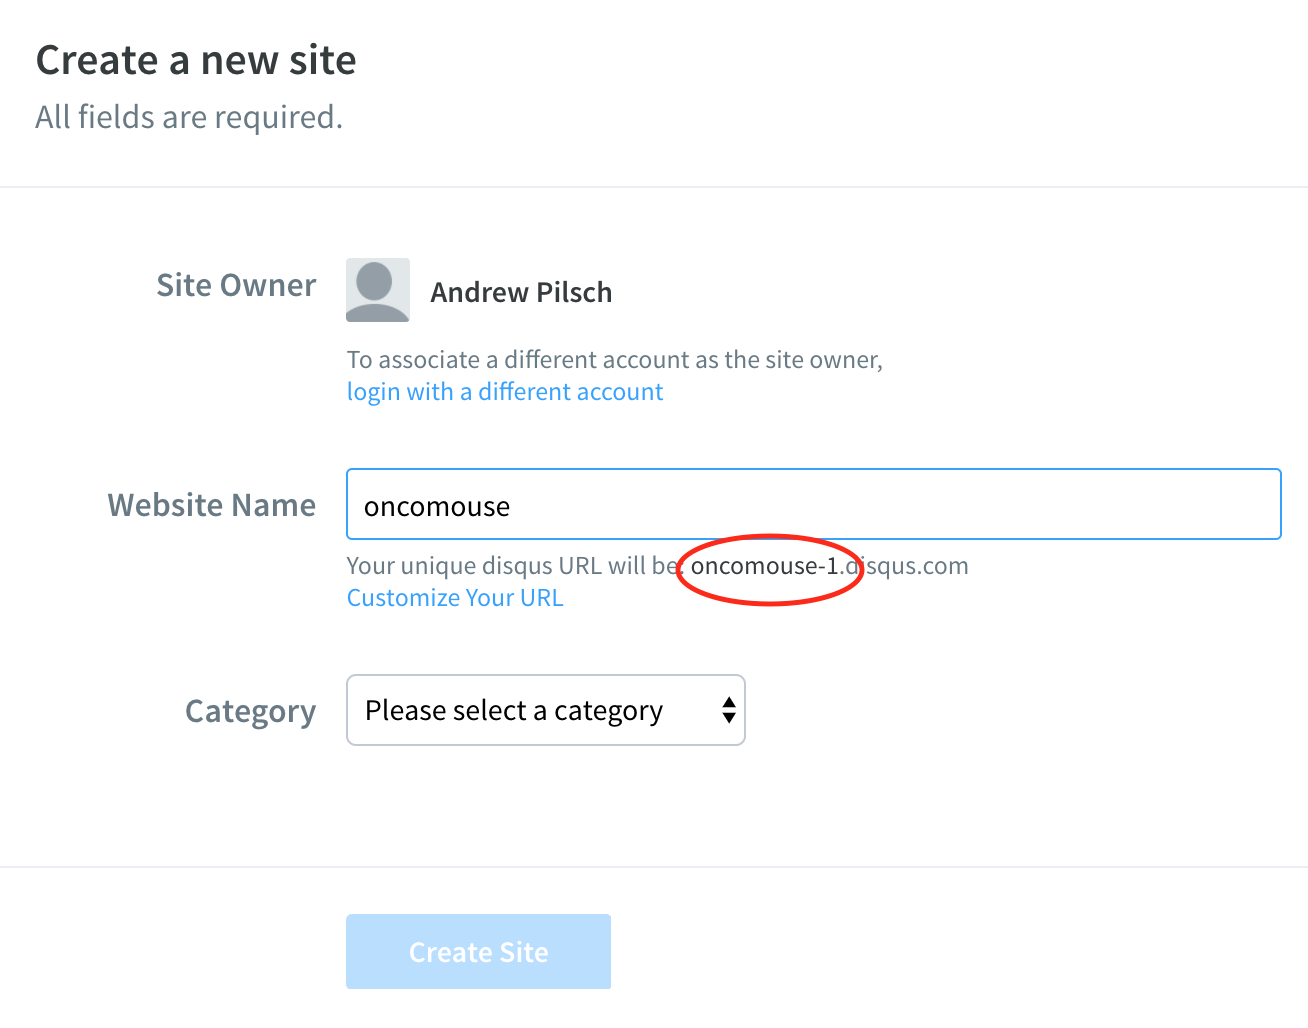 Create a new site
All fields are required.
Site Owner
Andrew Pilsch
To associate a different account as the site owner,
login with a different account
Website Name
oncomouse
Your unique disqus URL will be: oncomouse-1.disqus.com
Customize Your URL
Category
Please select a category
Create Site